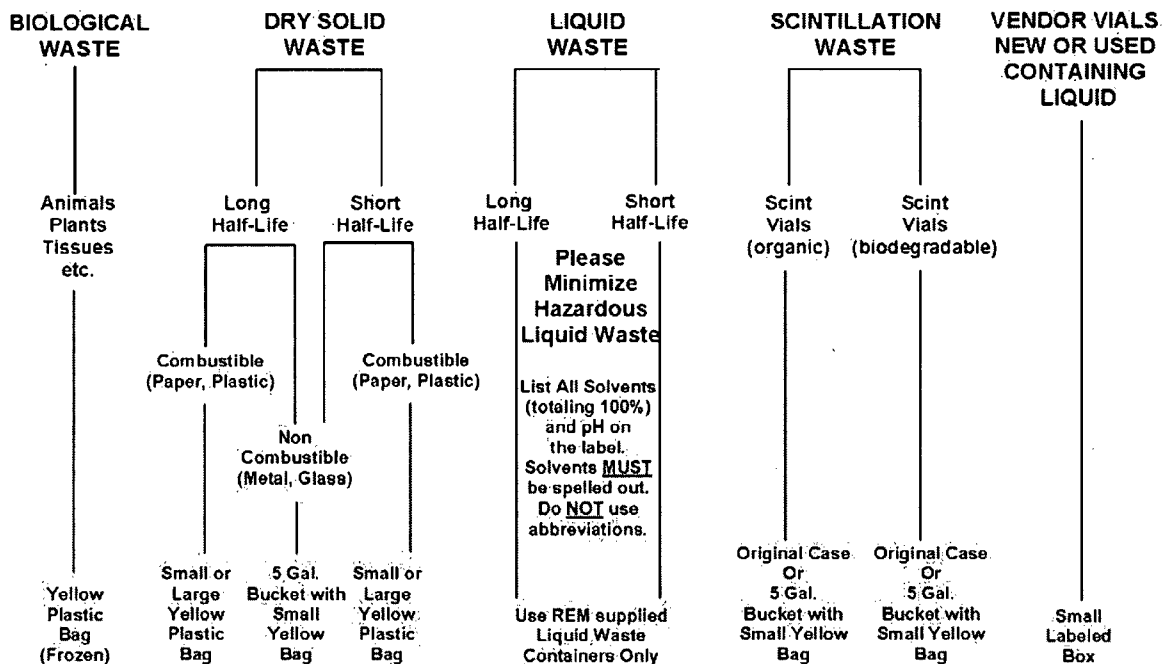 BIOLOGICAL
WASTE
DRY SOLID
WASTE
LIQUID
WASTE
SCINTILLATION
WASTE
VENDOR VIALS
NEW OR USED
CONTAINING
LIQUID
Animals
Plants
Tissues
etc.
Long
Half-Life
Short
Half-Life
Long
Half-Life
Short
Half-Life
Scint
Vials
(organic)
Scint
Vials
(biodegradable)
Please
Minimize
Hazardous
Liquid Waste
Combustible
(Paper, Plastic)
Combustible
(Paper, Plastic)
Non
Combustible
(Metal, Glass)
List All Solvents
(totaling 100%)
and pH on
the label.
Solvents MUST
be spelled out.
Do NOT use
abbreviations.
Yellow
Plastic
Bag
(Frozen)
Small or
Large
Yellow
Plastic
Bag
5 Gal.
Bucket with
Small
Yellow
Bag
Small or
Large
Yellow
Plastic
Bag
Use REM supplied
Liquid Waste
Containers Only
Original Case
Or
5 Gal.
Bucket with
Small Yellow
Bag
Original Case
Or
5 Gal.
Bucket with
Small Yellow
Bag
Small
Labeled
Box